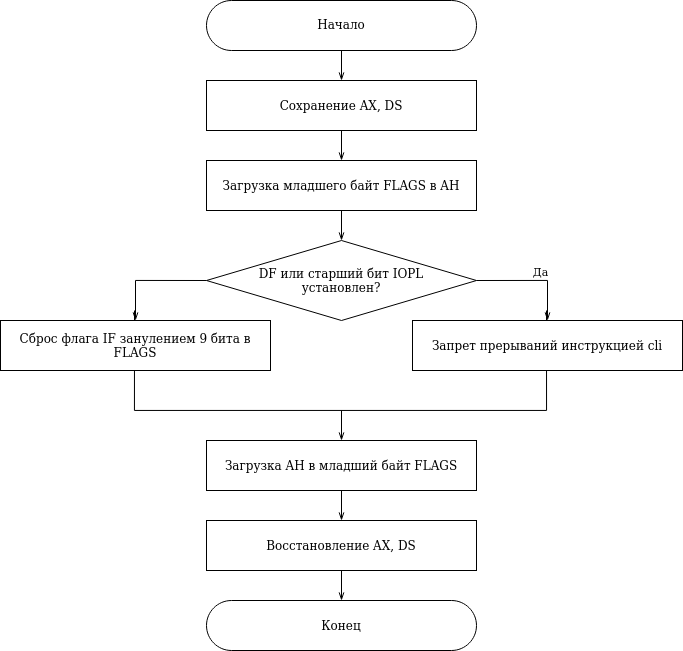 Начало
Сохранение AX, DS
Загрузка младшего байт FLAGS в AH
DF или старший бит IOPL
установлен?
Да
Сброс флага IF занулением 9 бита в
FLAGS
Запрет прерываний инструкцией cli
Загрузка AH в младший байт FLAGS
Восстановление AX, DS
Конец